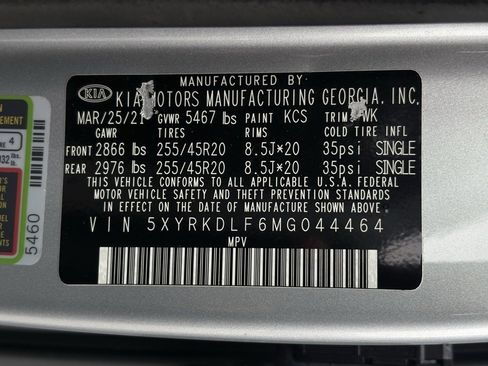 MANUFACTURED BY
KIA KIA MOTORS MANUFACTURING GEORGIA, INC.
MAR/25/21 GVWR 5467 lbs PAINT KCS TRIM WK
GAWR TIRES RIMS COLD TIRE INFL
FRONT 2866 lbs 255/45R20 8.5J×20 35psi SINGLE
REAR 2976 lbs 255/45R20 8.5J×20 35psi SINGLE
THIS VEHICLE CONFORMS TO ALL APPLICABLE U.S.A. FEDERAL
MOTOR VEHICLE SAFETY, BUMPER, AND THEFT PREVENTION
STANDARDS IN EFFECT ON THE DATE OF MANUFACTURE SHOWN ABOVE.
VIN 5XYRKDLF6MG044464
MPV
4
5460